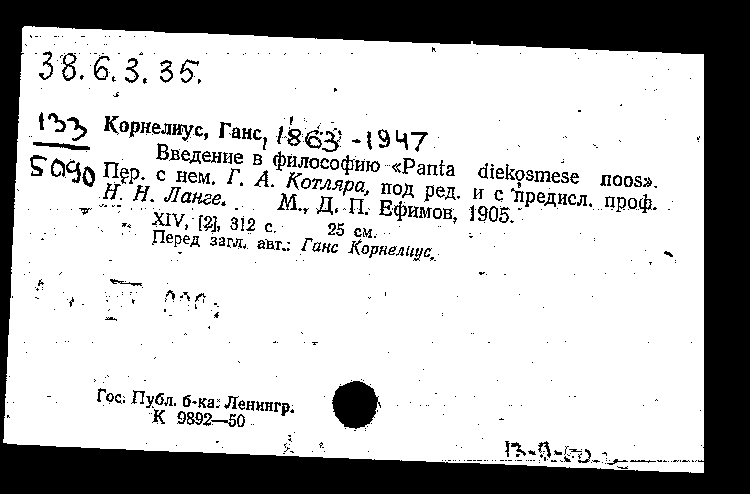 38.6.3.35.
133
5090
Корнелиус, Ганс, 1863-1947
Введение в философию «Panta diekosmese noos».
Пер. с нем. Г. А. Котляра, под ред. и с предисл. проф.
Н. Н. Ланге. М., Д. П. Ефимов, 1905.
XIV, [2], 312 с. 25 см.
Перед загл. авт.: Ганс Корнелиус.
Гос. Публ. б-ка. Ленингр.
К 9892—50